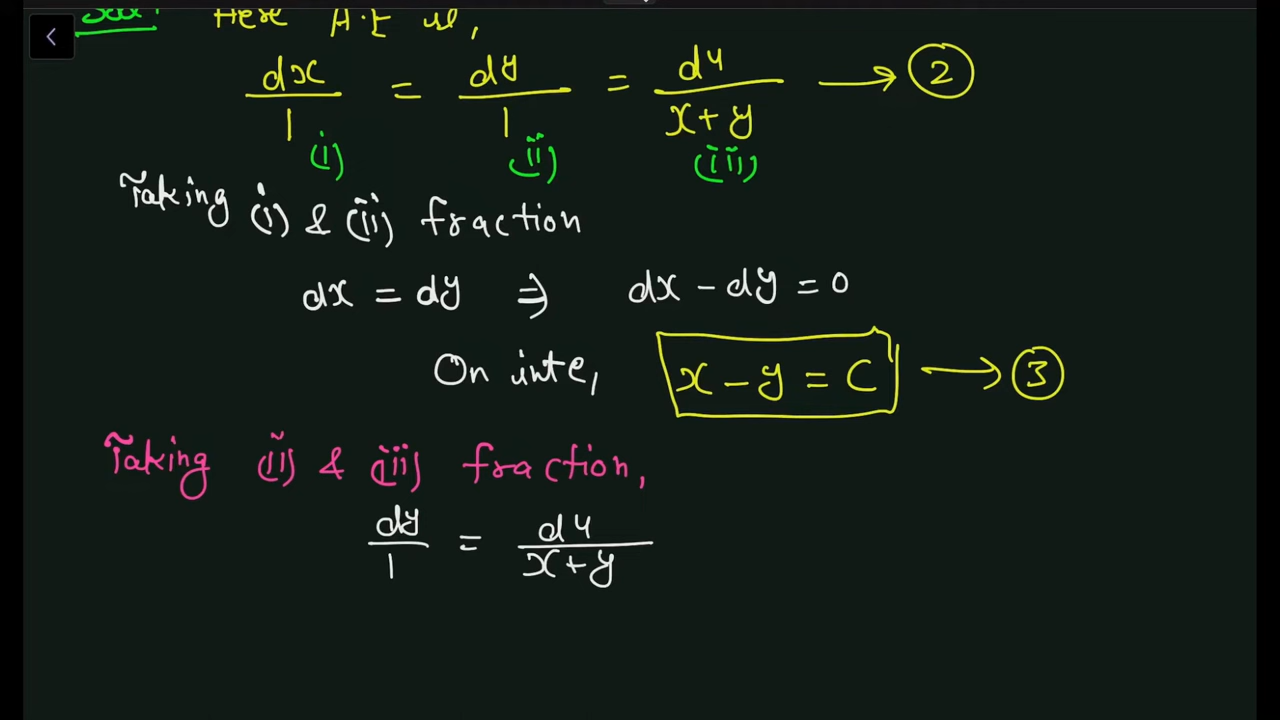 Soln: Here A.E is,
dx/1 = dy/1 = du/x+y → ②
(i) (ii) (iii)
Taking (i) & (ii) fraction
dx = dy ⇒ dx - dy = 0
On inte, x - y = C → ③
Taking (ii) & (iii) fraction,
dy/1 = du/x+y